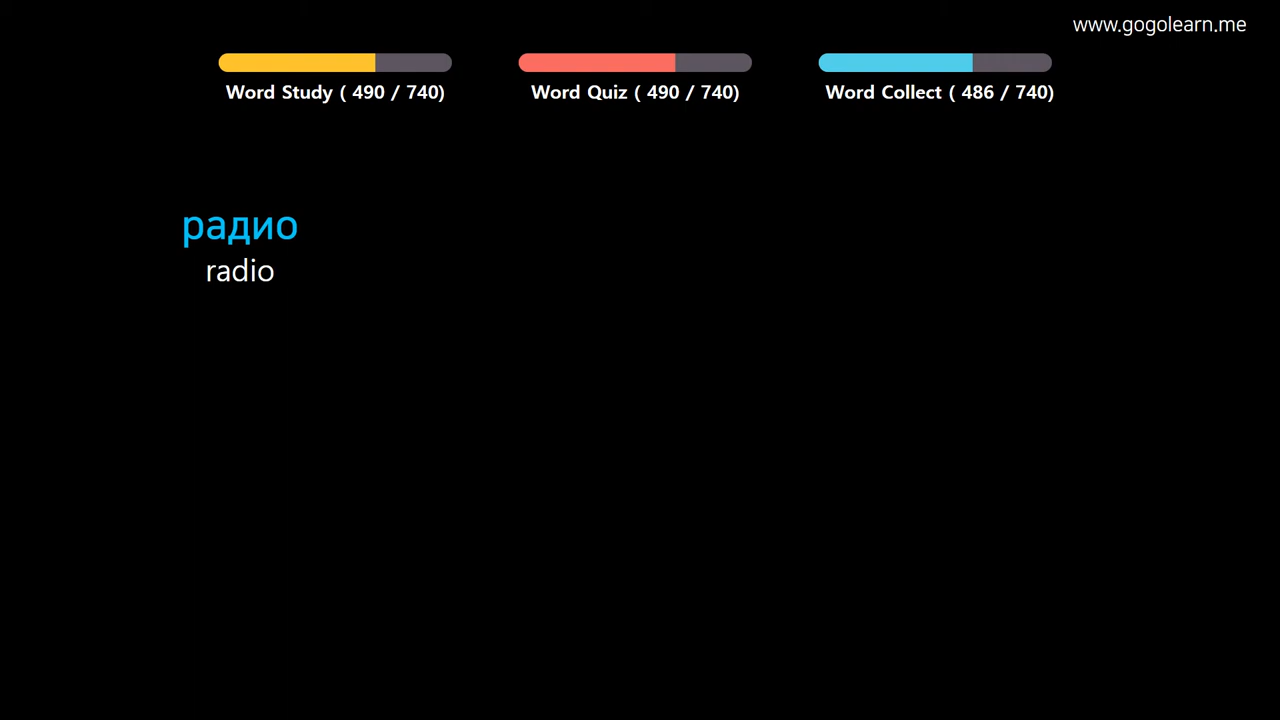 www.gogolearn.me
Word Study ( 490 / 740)
Word Quiz ( 490 / 740)
Word Collect ( 486 / 740)
радио
radio